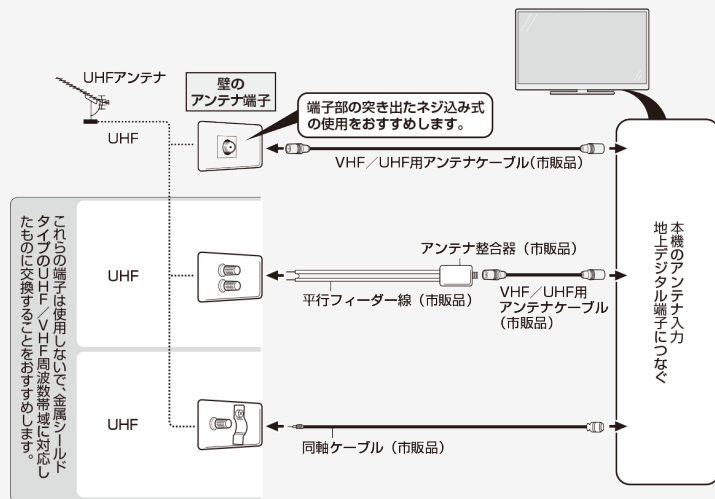 UHFアンテナ
壁の
アンテナ端子
端子部の突き出たネジ込み式
の使用をおすすめします。
UHF
VHF／UHF用アンテナケーブル(市販品)
これらの端子は使用しないで、金属シールド
タイプのUHF／VHF周波数帯域に対応し
たものに交換することをおすすめします。
UHF
アンテナ整合器（市販品）
平行フィーダー線（市販品）
VHF／UHF用
アンテナケーブル
（市販品）
UHF
同軸ケーブル（市販品）
本機のアンテナ入力
地上デジタル端子につなぐ